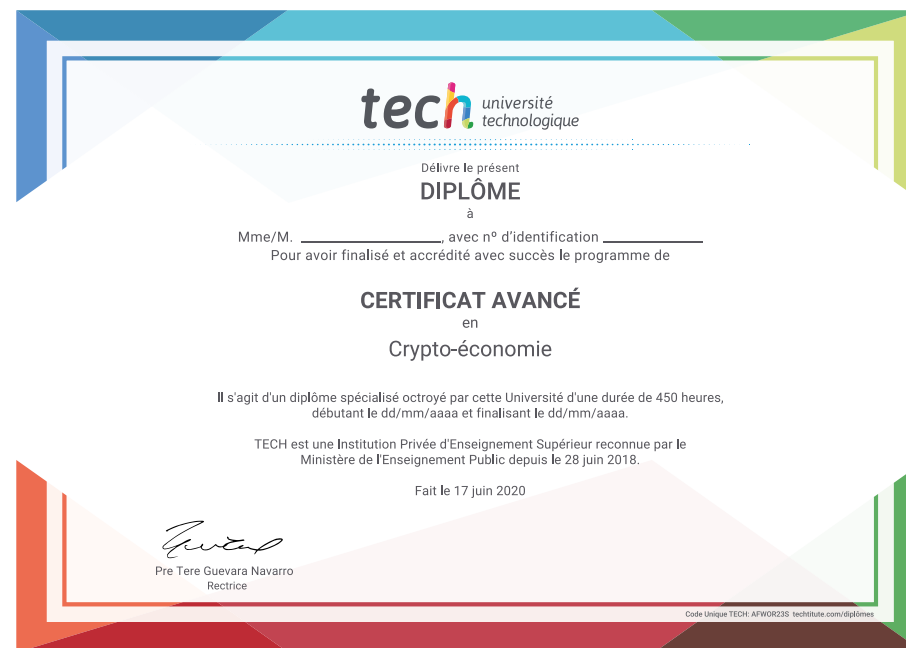 tech université
technologique
Délivre le présent
DIPLÔME
à
Mme/M. ____________________, avec nº d'identification ______________
Pour avoir finalisé et accrédité avec succès le programme de
CERTIFICAT AVANCÉ
en
Crypto-économie
Il s'agit d'un diplôme spécialisé octroyé par cette Université d'une durée de 450 heures,
débutant le dd/mm/aaaa et finalisant le dd/mm/aaaa.
TECH est une Institution Privée d'Enseignement Supérieur reconnue par le
Ministère de l'Enseignement Public depuis le 28 juin 2018.
Fait le 17 juin 2020
Pre Tere Guevara Navarro
Rectrice
Code Unique TECH: AFWOR23S techtitute.com/diplômes